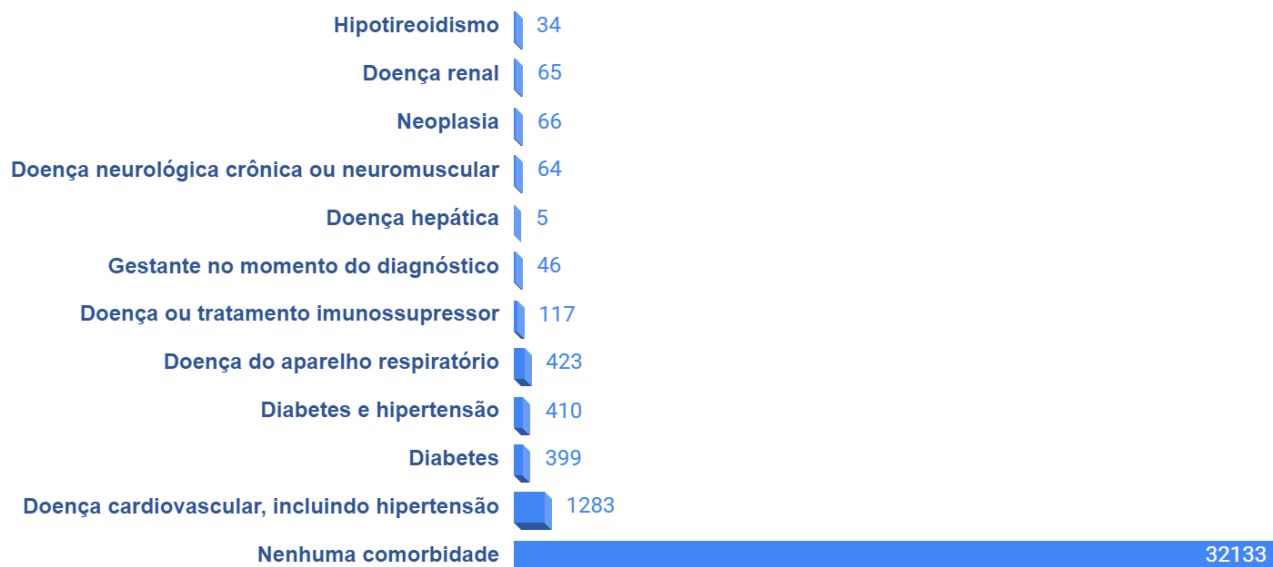 Hipotireoidismo 34
Doença renal 65
Neoplasia 66
Doença neurológica crônica ou neuromuscular 64
Doença hepática 5
Gestante no momento do diagnóstico 46
Doença ou tratamento imunossupressor 117
Doença do aparelho respiratório 423
Diabetes e hipertensão 410
Diabetes 399
Doença cardiovascular, incluindo hipertensão 1283
Nenhuma comorbidade 32133